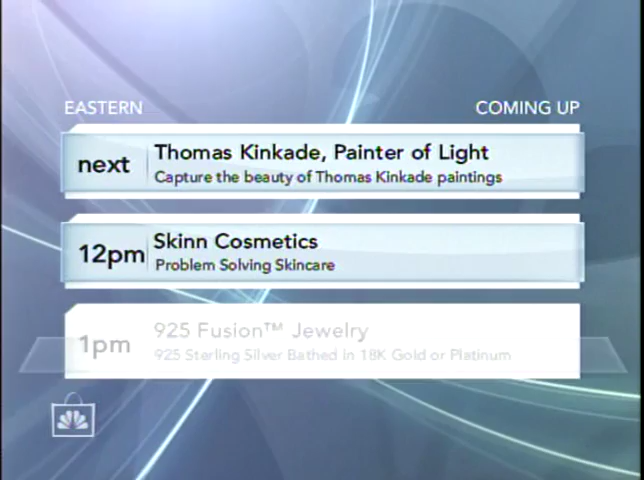 EASTERN COMING UP
next Thomas Kinkade, Painter of Light
Capture the beauty of Thomas Kinkade paintings
12pm Skinn Cosmetics
Problem Solving Skincare
1pm 925 Fusion™ Jewelry
925 Sterling Silver Bathed in 18K Gold or Platinum